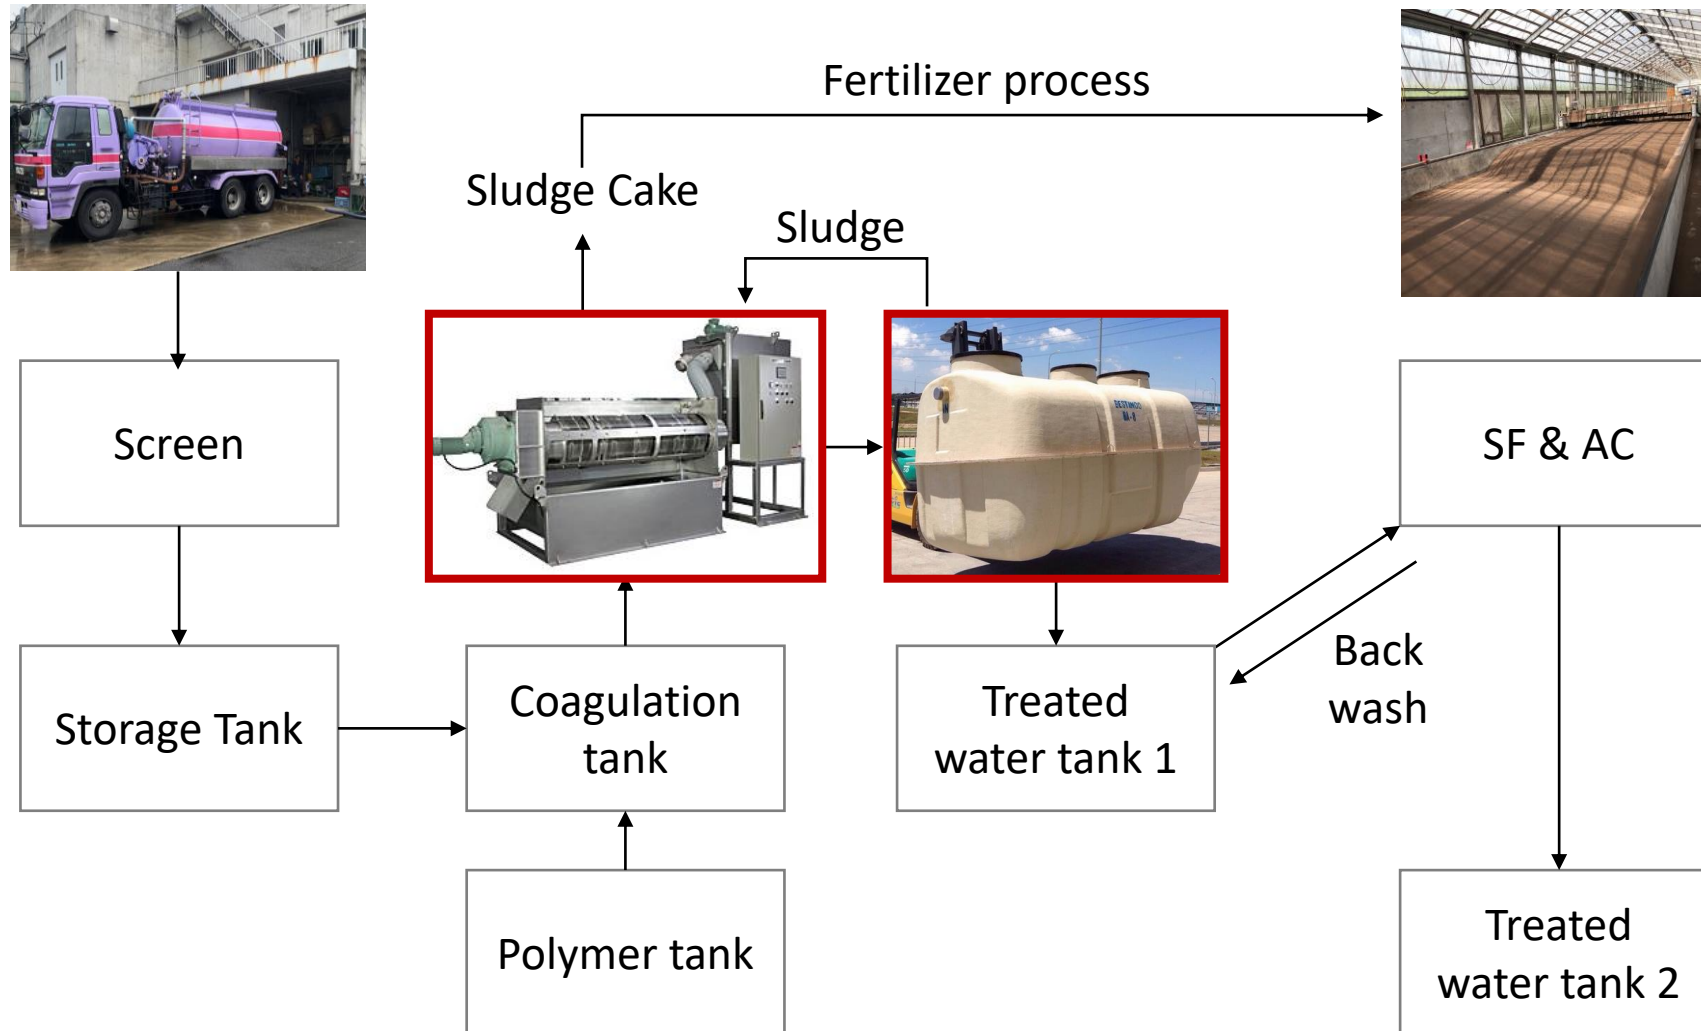 Fertilizer process
Sludge Cake
Sludge
Screen
SF & AC
IN
Storage Tank
Coagulation
tank
Treated
water tank 1
Back
wash
Polymer tank
Treated
water tank 2